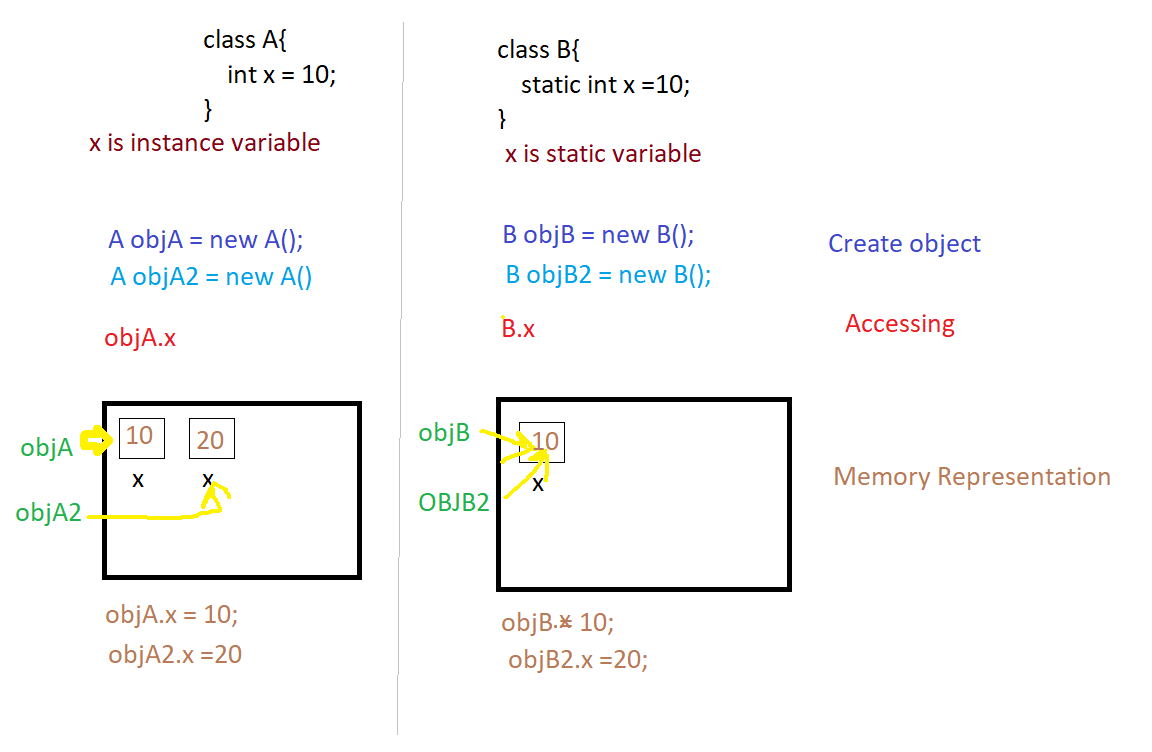 class A{
int x = 10;
}
x is instance variable
A objA = new A();
A objA2 = new A()
objA.x
objA
10
20
x
x
objA2
objA.x = 10;
objA2.x =20
class B{
static int x =10;
}
x is static variable
B objB = new B();
B objB2 = new B();
B.x
objB
10
x
OBJB2
objB.x= 10;
objB2.x =20;
Create object
Accessing
Memory Representation